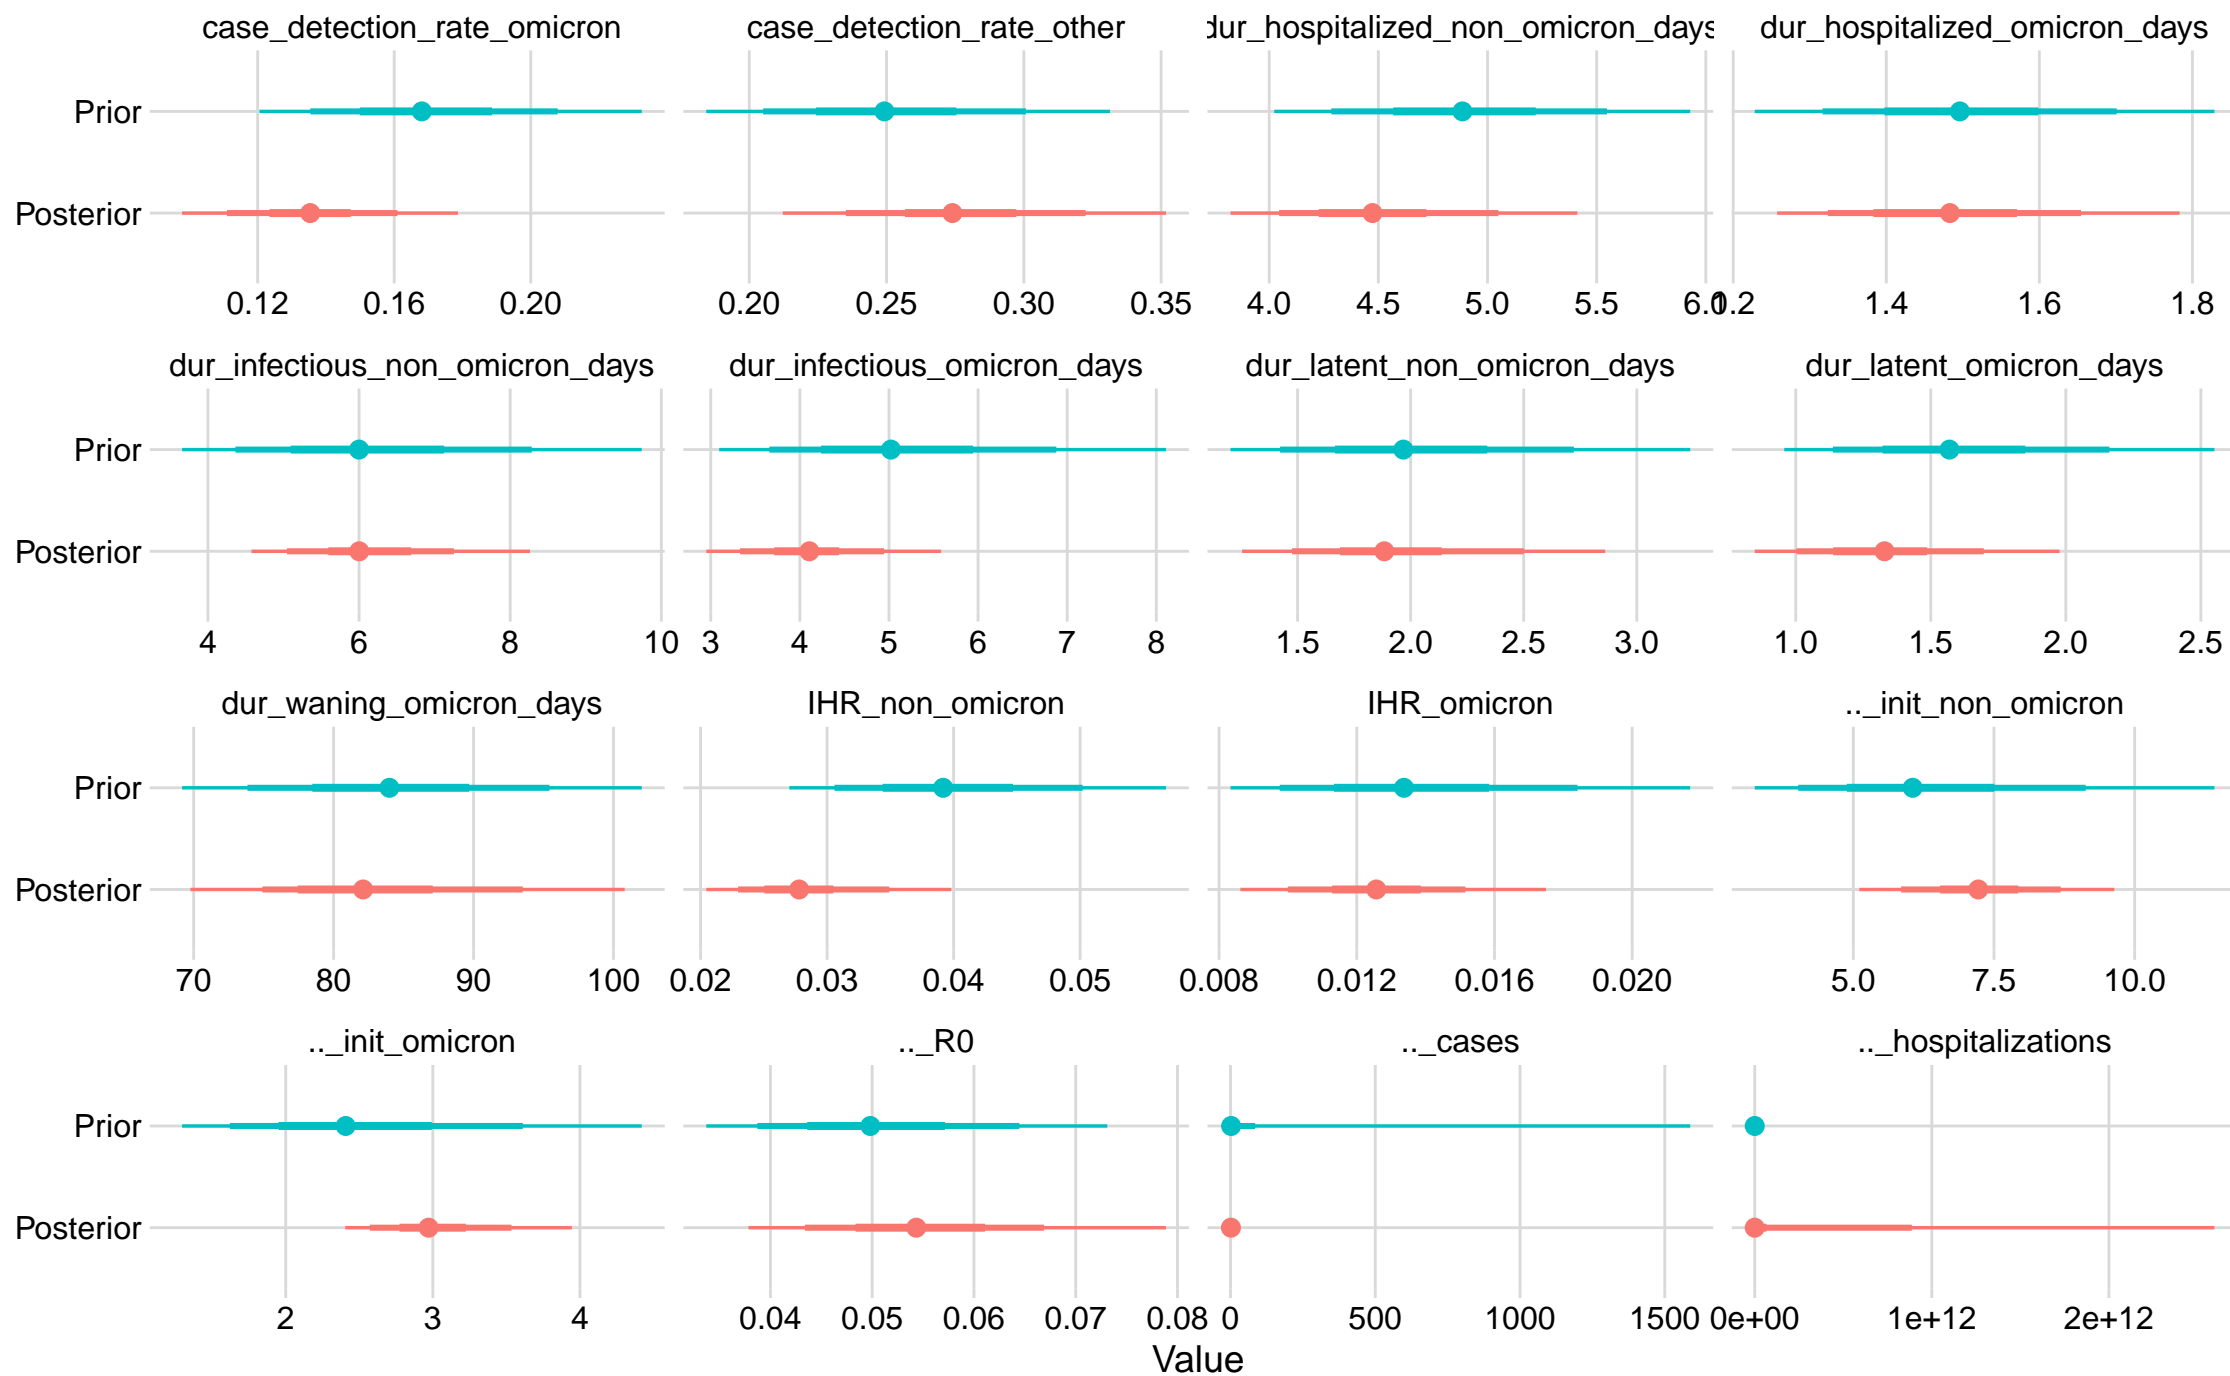 case_detection_rate_omicron case_detection_rate_other dur_hospitalized_non_omicron_days dur_hospitalized_omicron_days
Prior
Posterior
0.12 0.16 0.20 0.20 0.25 0.30 0.35 4.0 4.5 5.0 5.5 6.0 1.2 1.4 1.6 1.8
dur_infectious_non_omicron_days dur_infectious_omicron_days dur_latent_non_omicron_days dur_latent_omicron_days
Prior
Posterior
4 6 8 10 3 4 5 6 7 8 1.5 2.0 2.5 3.0 1.0 1.5 2.0 2.5
dur_waning_omicron_days IHR_non_omicron IHR_omicron .._init_non_omicron
Prior
Posterior
70 80 90 100 0.02 0.03 0.04 0.05 0.008 0.012 0.016 0.020 5.0 7.5 10.0
.._init_omicron .._R0 .._cases .._hospitalizations
Prior
Posterior
2 3 4 0.04 0.05 0.06 0.07 0.08 0 500 1000 1500 0e+00 1e+12 2e+12
Value